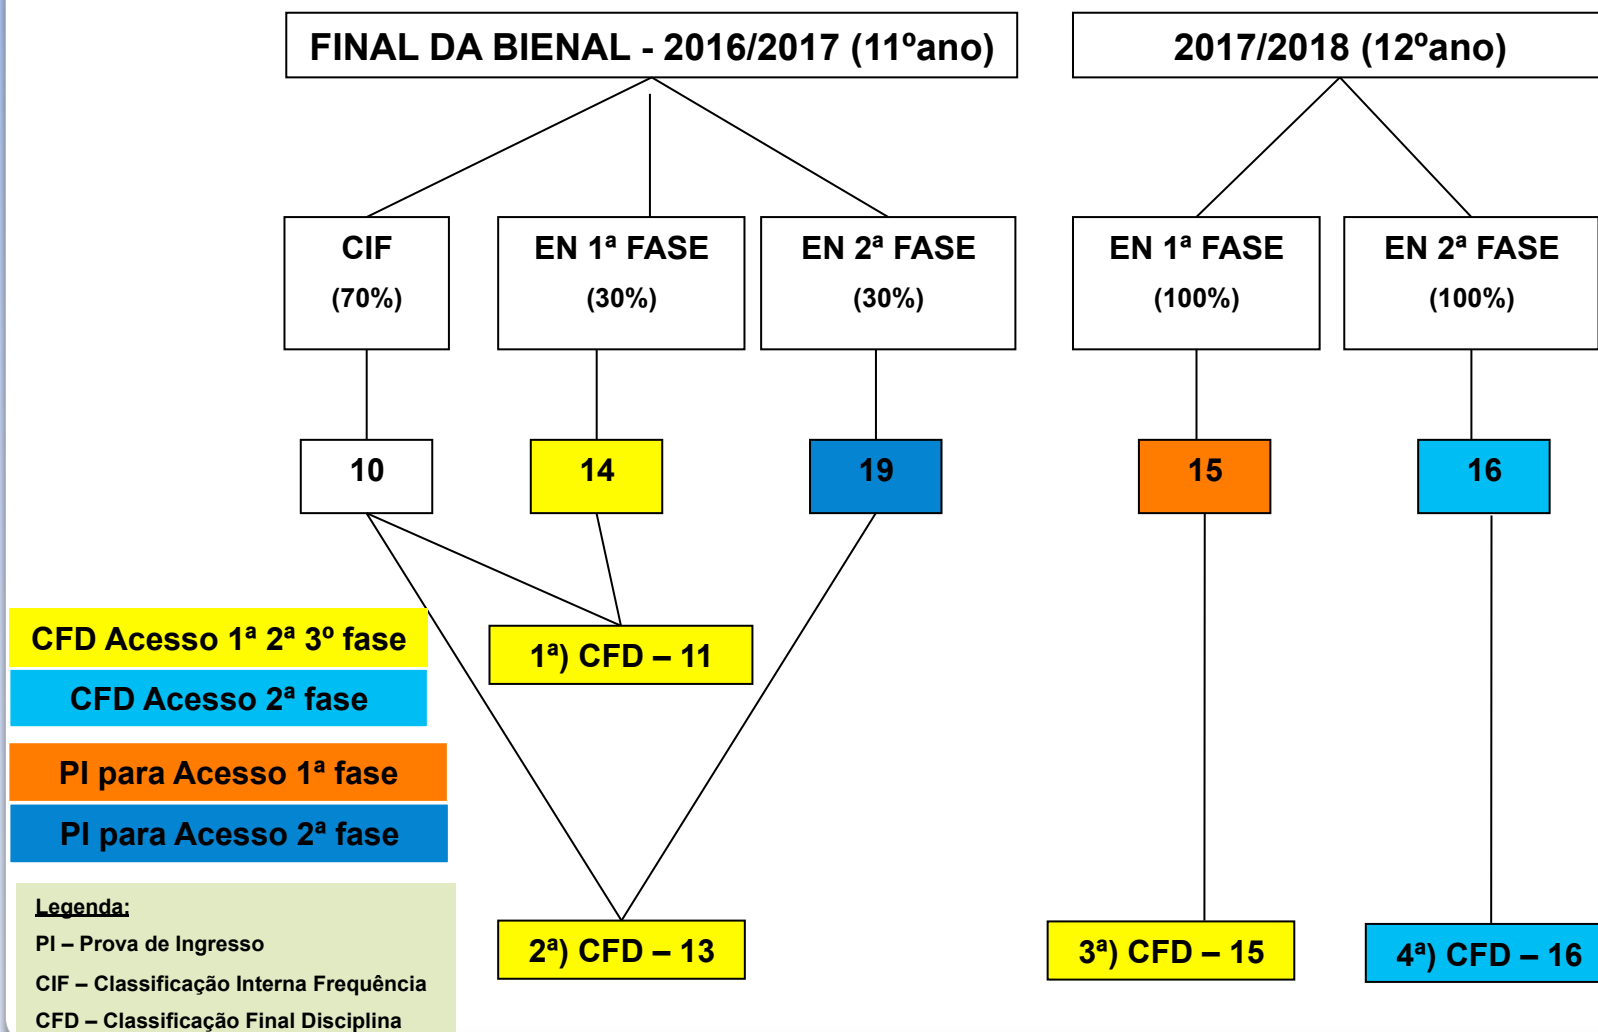 FINAL DA BIENAL - 2016/2017 (11ºano)
2017/2018 (12ºano)
CIF
(70%)
EN 1ª FASE
(30%)
EN 2ª FASE
(30%)
EN 1ª FASE
(100%)
EN 2ª FASE
(100%)
10
14
19
15
16
CFD Acesso 1ª 2ª 3º fase
CFD Acesso 2ª fase
PI para Acesso 1ª fase
PI para Acesso 2ª fase
1ª) CFD – 11
2ª) CFD – 13
3ª) CFD – 15
4ª) CFD – 16
Legenda:
PI – Prova de Ingresso
CIF – Classificação Interna Frequência
CFD – Classificação Final Disciplina